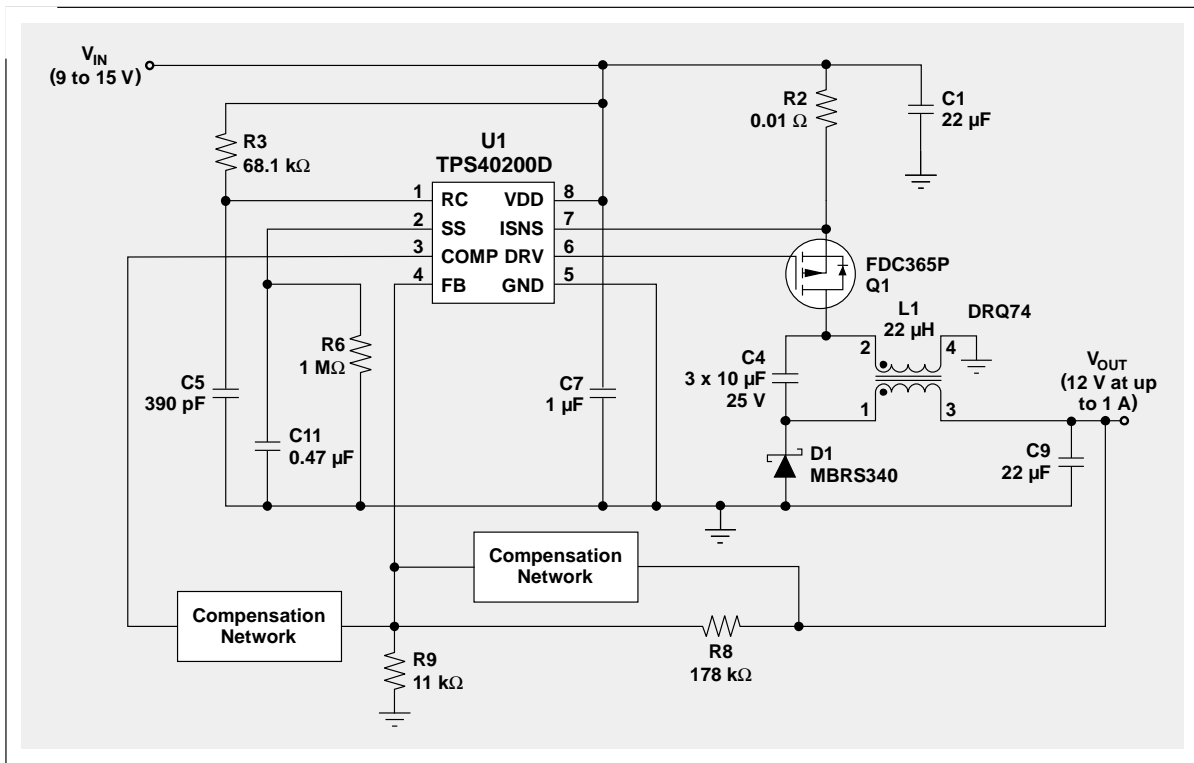 V_IN
(9 to 15 V)
R2
0.01 Ω
C1
22 µF
R3
68.1 kΩ
U1
TPS40200D
1 RC VDD 8
2 SS ISNS 7
3 COMP DRV 6
4 FB GND 5
FDC365P
Q1
L1
22 µH
DRQ74
2 4
R6
1 MΩ
C4
3 x 10 µF
25 V
V_OUT
(12 V at up
to 1 A)
C5
390 pF
C7
1 µF
1 3
C11
0.47 µF
D1
MBRS340
C9
22 µF
Compensation
Network
Compensation
Network
R9
11 kΩ
R8
178 kΩ